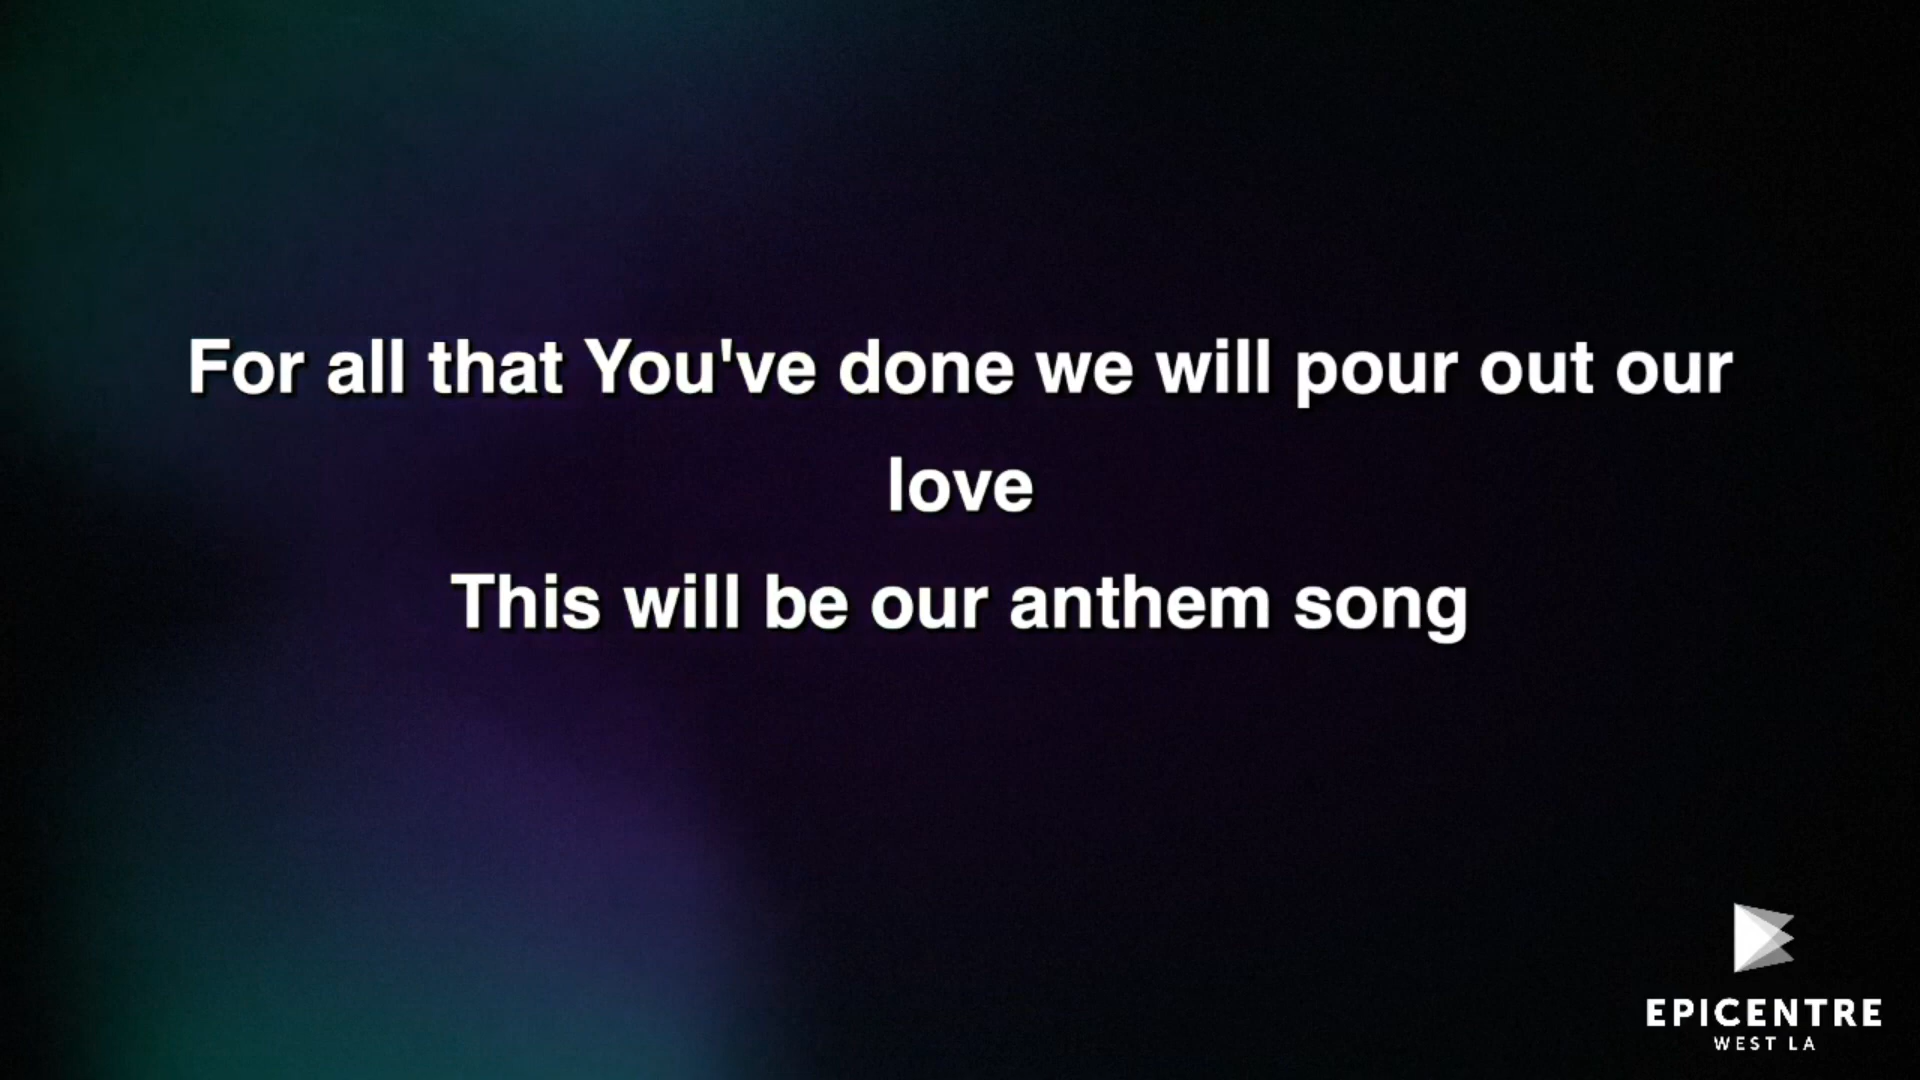 For all that You've done we will pour out our
love
This will be our anthem song
EPICENTRE
WEST LA